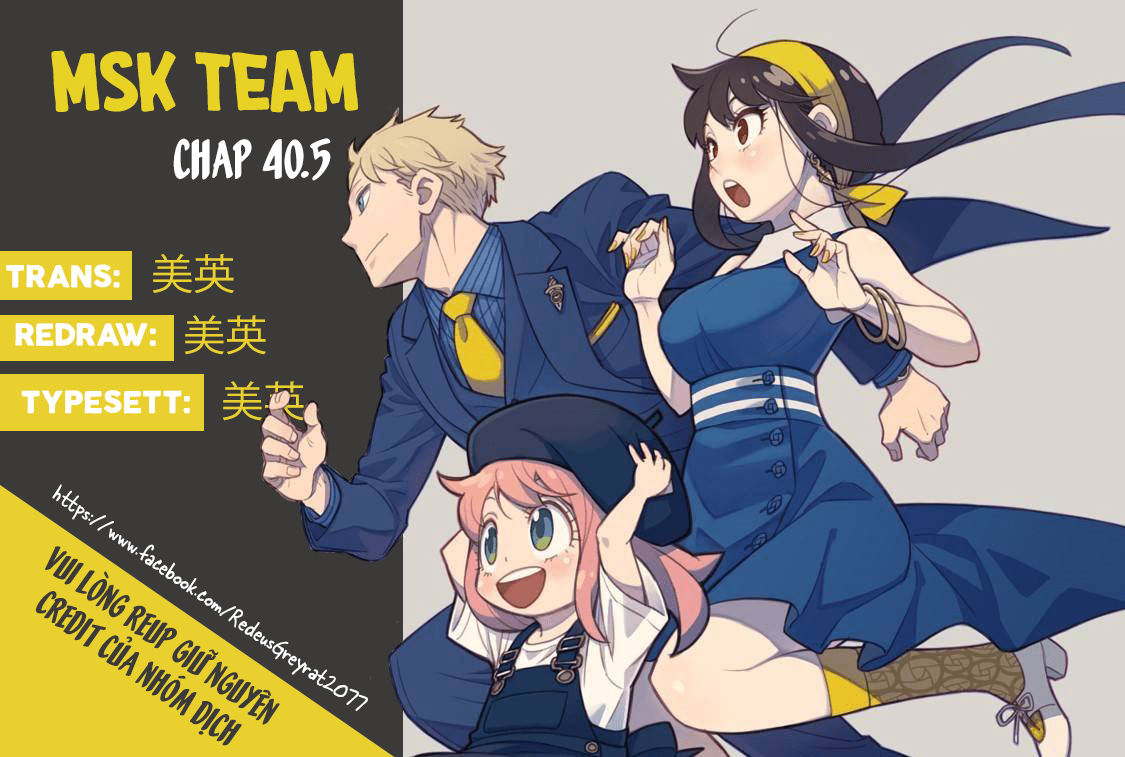 MSK TEAM
CHAP 40.5
TRANS: 美英
REDRAW: 美英
TYPESETT: 美英
https://www.facebook.com/RedeusGreyrat2077
VUI LÒNG REUP GIỮ NGUYÊN
CREDIT CỦA NHÓM DỊCH